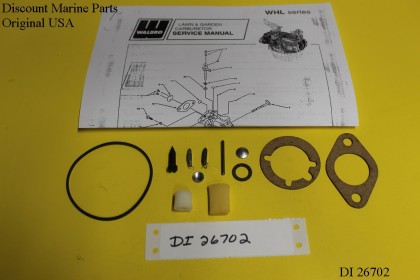 Discount Marine Parts
Original USA
WALBRO
LAWN & GARDEN
CARBURETOR
SERVICE MANUAL
WHL series
DI 26702
DI 26702